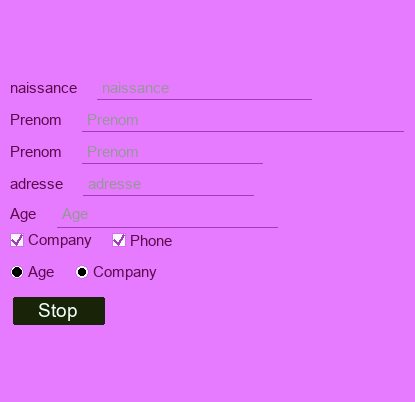 naissance naissance
Prenom Prenom
Prenom Prenom
adresse adresse
Age Age
Company Phone
Age Company
Stop